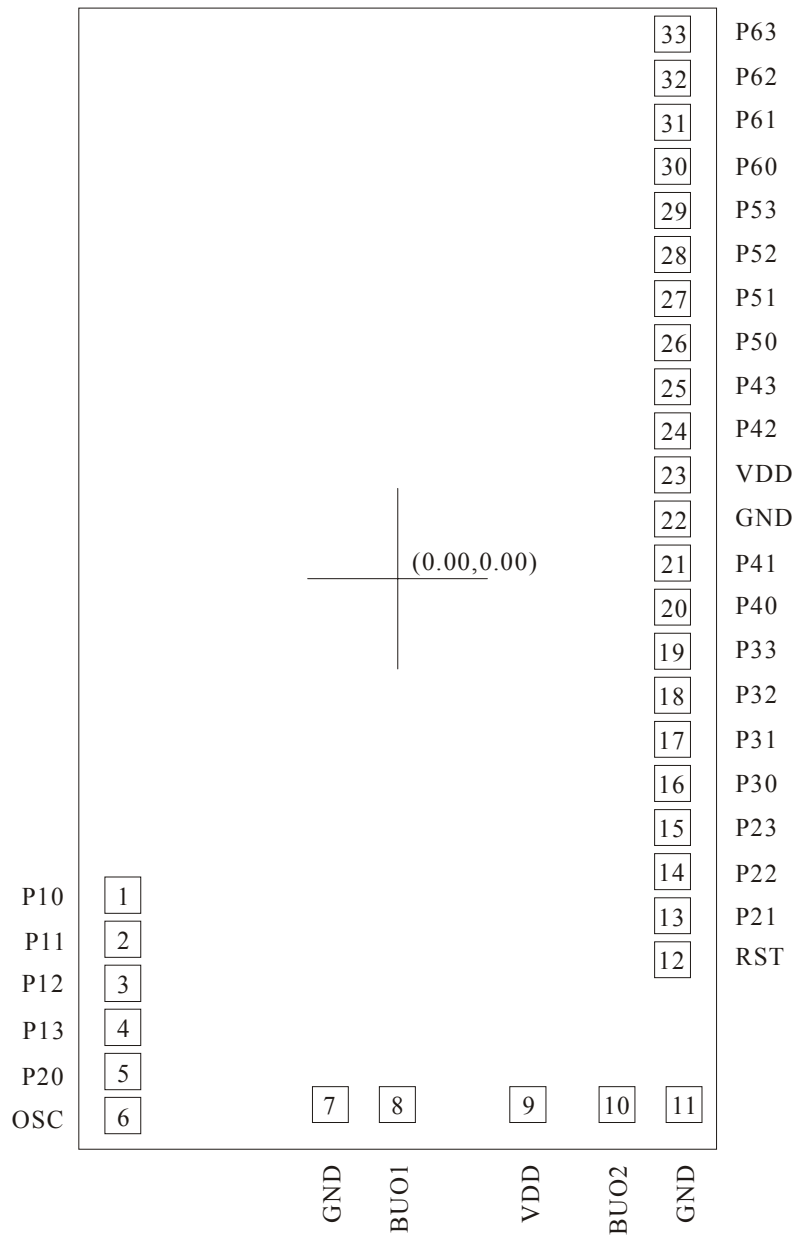 33 P63
32 P62
31 P61
30 P60
29 P53
28 P52
27 P51
26 P50
25 P43
24 P42
23 VDD
22 GND
(0.00,0.00) 21 P41
20 P40
19 P33
18 P32
17 P31
16 P30
15 P23
14 P22
P10 1
13 P21
P11 2
12 RST
P12 3
P13 4
P20 5
OSC 6
7 8 9 10 11
GND BUO1 VDD BUO2 GND